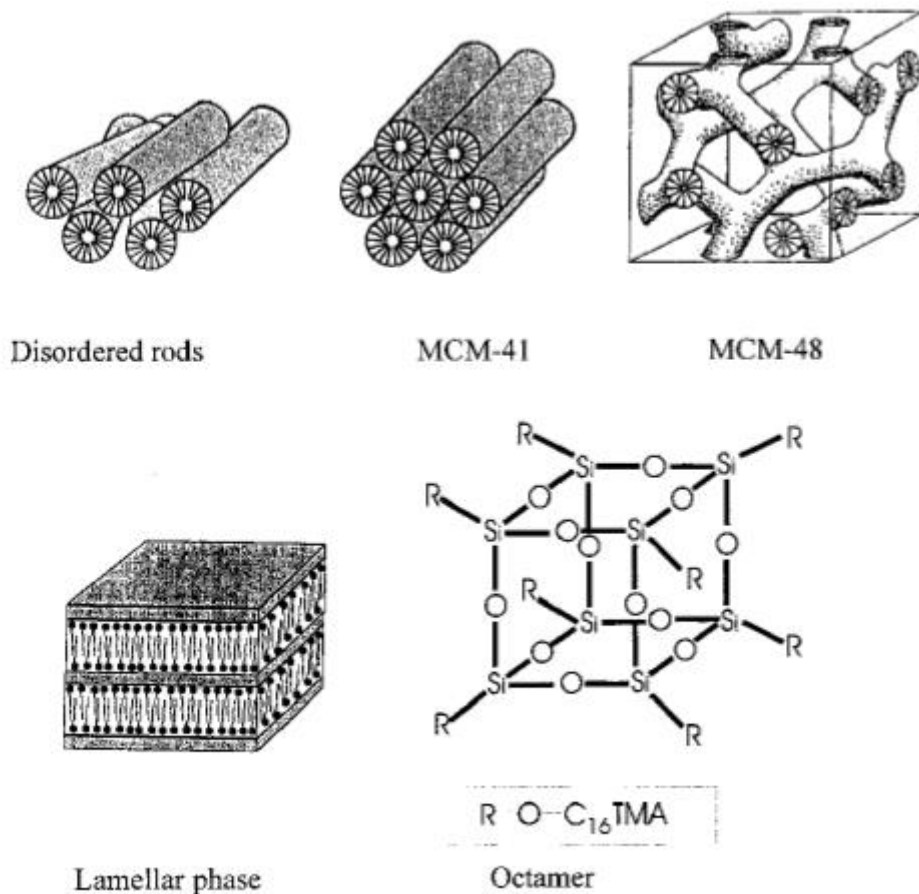 Disordered rods
MCM-41
MCM-48
R
Si
O
Si
R
R
O
O
Si
O
Si
O
O
R
O
R
O
O
Si
O
Si
O
O
R
Si
O
Si
R
R
R O--C16TMA
Lamellar phase
Octamer